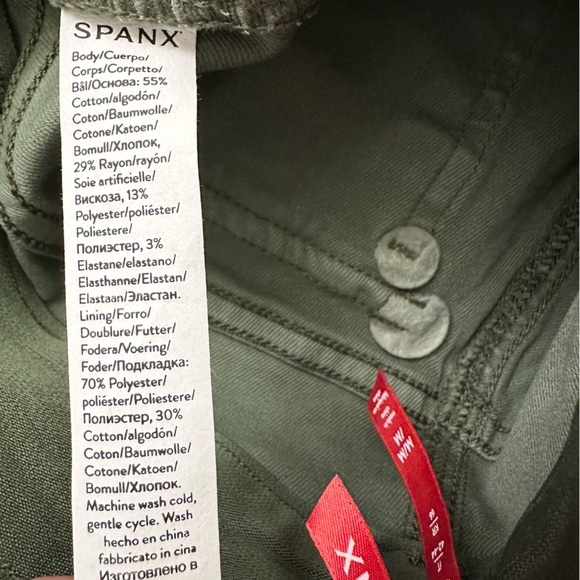 SPANX
Body/Cuerpo/
Corps/Corpetto/
Bål/Основа: 55%
Cotton/algodón/
Coton/Baumwolle/
Cotone/Katoen/
Bomull/Хлопок,
29% Rayon/rayón/
Soie artificielle/
Вискоза, 13%
Polyester/poliéster/
Poliestere/
Полиэстер, 3%
Elastane/elastano/
Elasthanne/Elastan/
Elastaan/Эластан.
Lining/Forro/
Doublure/Futter/
Fodera/Voering/
Foder/Подкладка:
70% Polyester/
poliéster/Poliestere/
Полиэстер, 30%
Cotton/algodón/
Coton/Baumwolle/
Cotone/Katoen/
Bomull/Хлопок.
Machine wash cold,
gentle cycle. Wash
hecho en china
fabbricato in cina
Изготовлено в
M/M